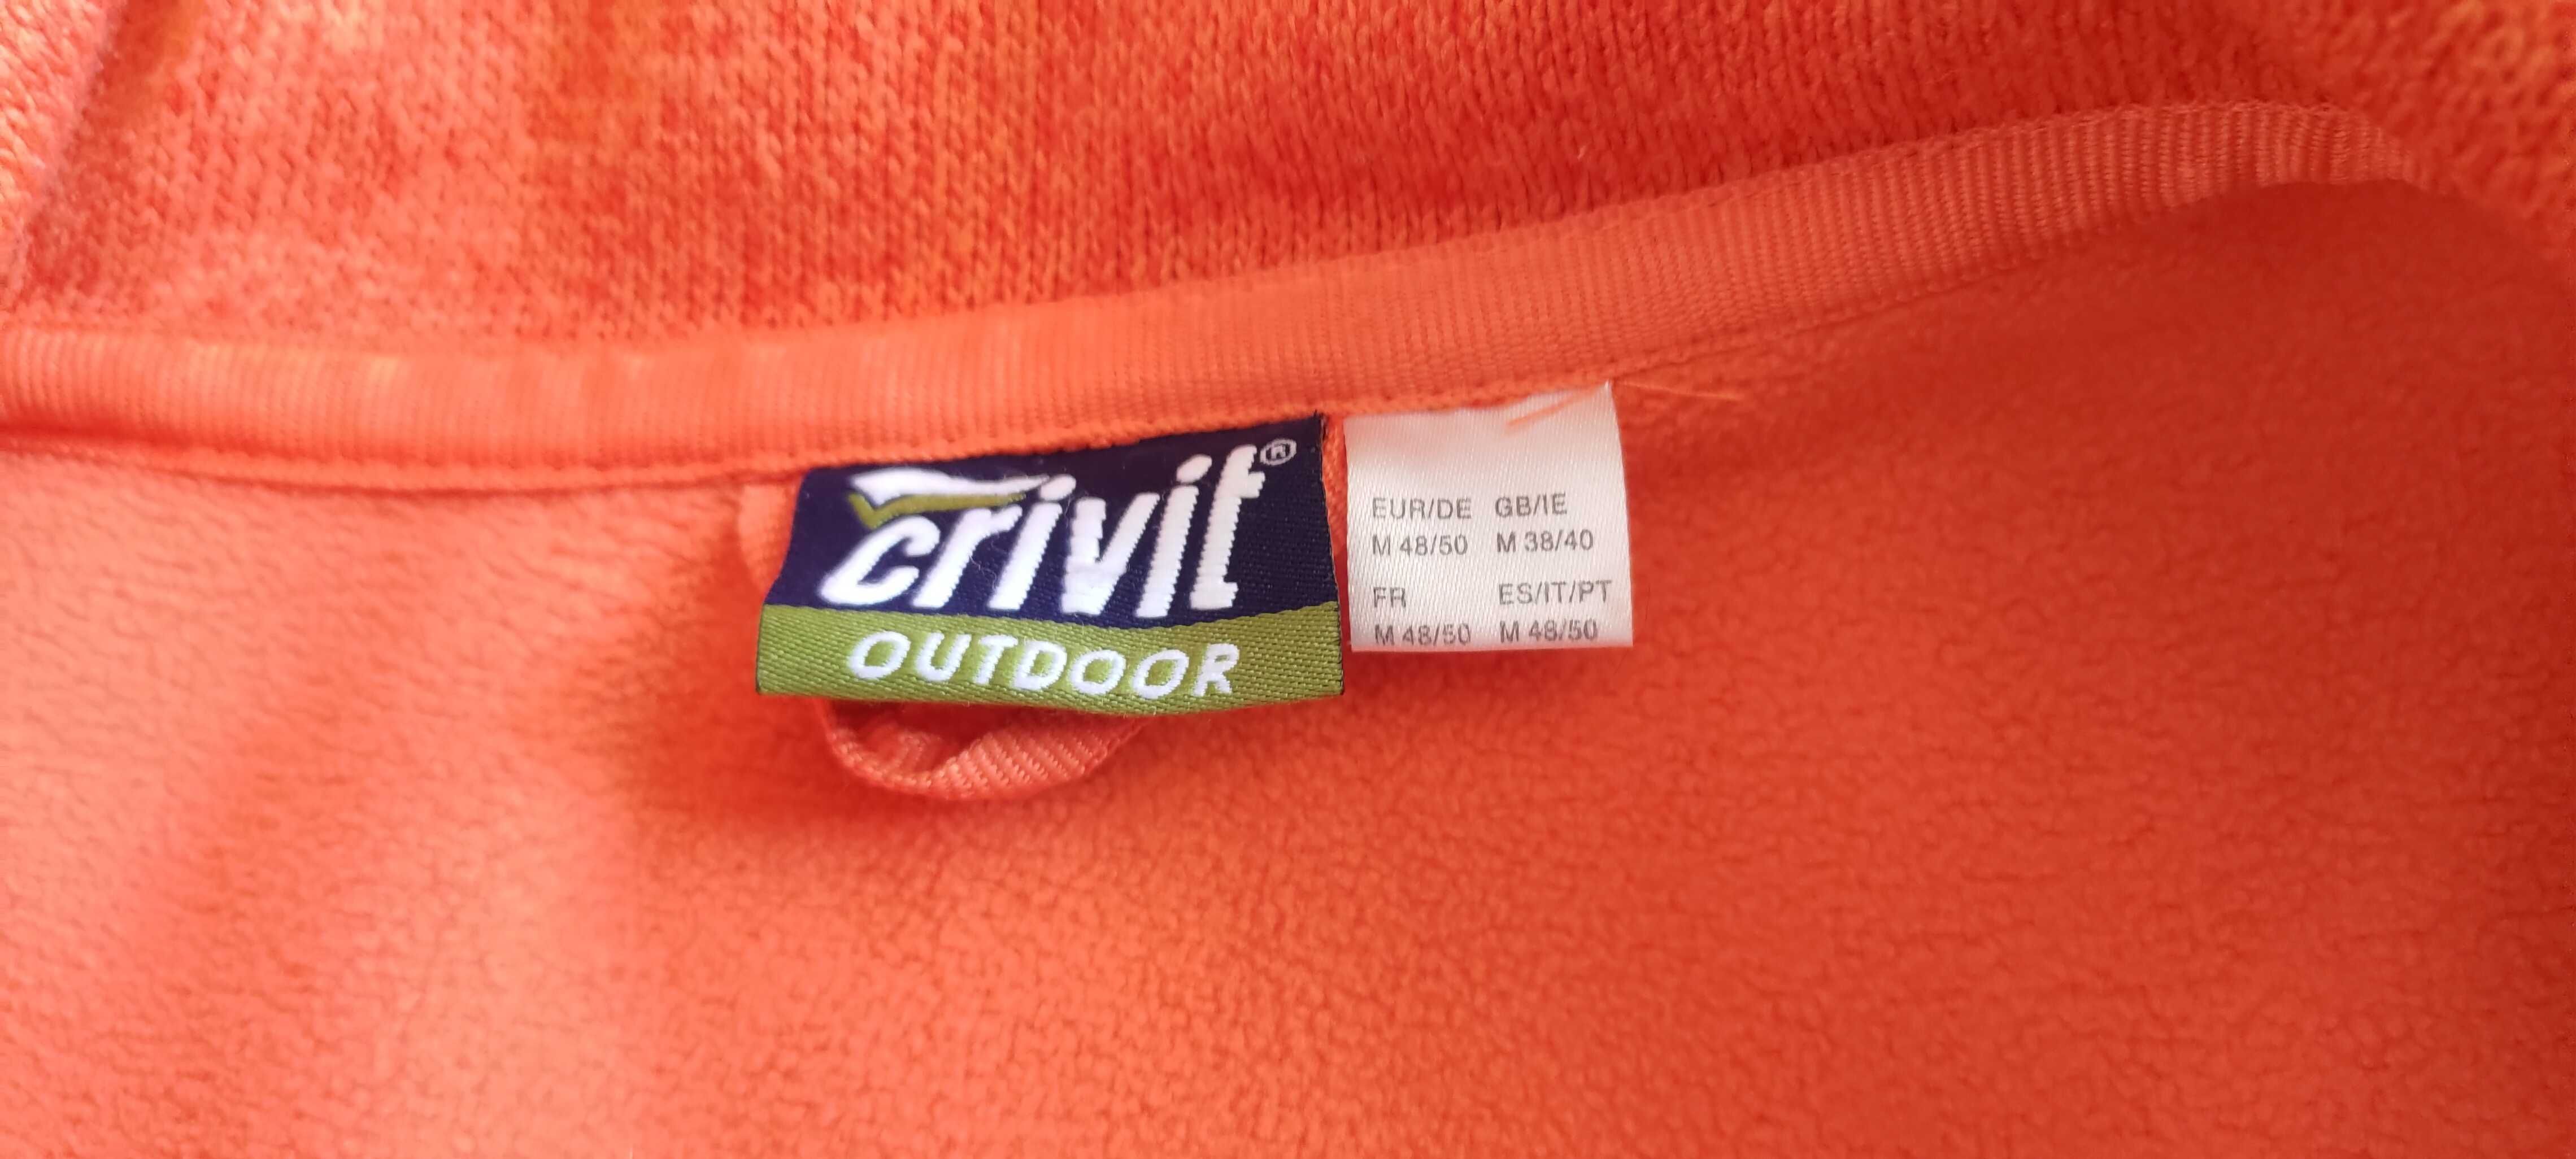 crivit®
OUTDOOR
EUR/DE GB/IE
M 48/50 M 38/40
FR ES/IT/PT
M 48/50 M 48/50